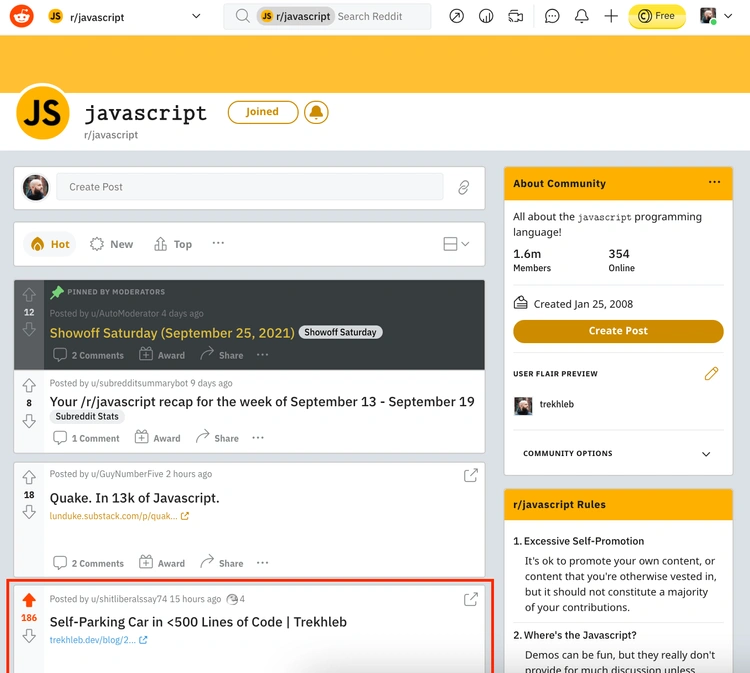 JS r/javascript
JS r/javascript Search Reddit
Free
JS
javascript
Joined
r/javascript
Create Post
Hot
New
Top
PINNED BY MODERATORS
12
Posted by u/AutoModerator 4 days ago
Showoff Saturday (September 25, 2021) Showoff Saturday
2 Comments Award Share
Posted by u/subredditsummarybot 9 days ago
8
Your /r/javascript recap for the week of September 13 - September 19
Subreddit Stats
1 Comment Award Share
Posted by u/GuyNumberFive 2 hours ago
18
Quake. In 13k of Javascript.
lunduke.substack.com/p/quak...
2 Comments Award Share
Posted by u/shitliberalssay74 15 hours ago 4
186
Self-Parking Car in <500 Lines of Code | Trekhleb
trekhleb.dev/blog/2...
About Community
All about the javascript programming
language!
1.6m 354
Members Online
Created Jan 25, 2008
Create Post
USER FLAIR PREVIEW
trekhleb
COMMUNITY OPTIONS
r/javascript Rules
1. Excessive Self-Promotion
It's ok to promote your own content, or
content that you're otherwise vested in,
but it should not constitute a majority
of your contributions.
2. Where's the Javascript?
Demos can be fun, but they really don't
provide for much discussion unless